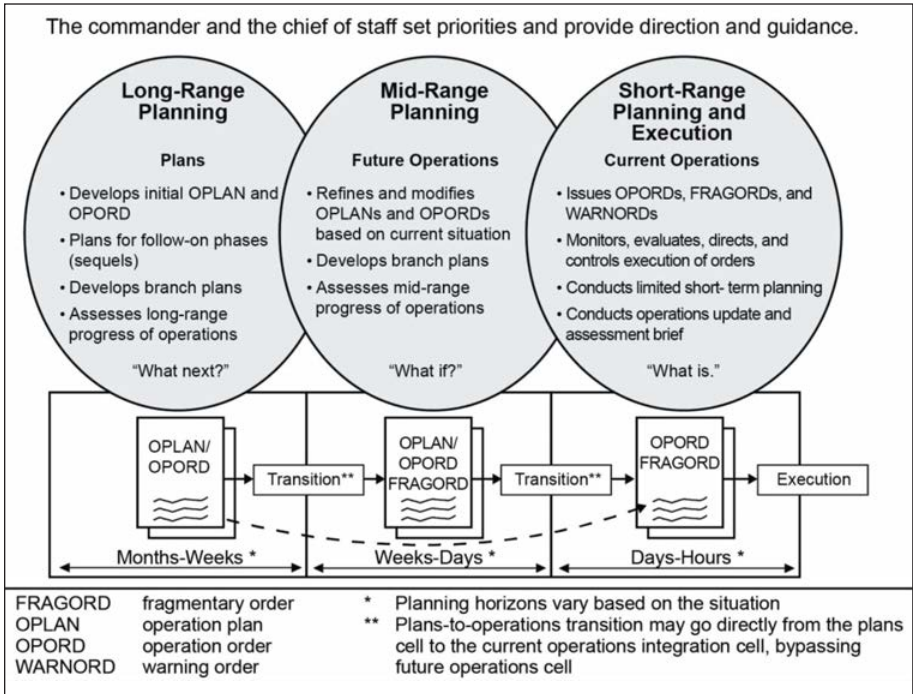 The commander and the chief of staff set priorities and provide direction and guidance.
Long-Range
Planning
Plans
• Develops initial OPLAN and
OPORD
• Plans for follow-on phases
(sequels)
• Develops branch plans
• Assesses long-range
progress of operations
“What next?”
Mid-Range
Planning
Future Operations
• Refines and modifies
OPLANs and OPORDs
based on current situation
• Develops branch plans
• Assesses mid-range
progress of operations
“What if?”
Short-Range
Planning and
Execution
Current Operations
• Issues OPORDs, FRAGORDs, and
WARNORDs
• Monitors, evaluates, directs, and
controls execution of orders
• Conducts limited short- term planning
• Conducts operations update and
assessment brief
“What is.”
OPLAN/
OPORD
Transition**
OPLAN/
OPORD
FRAGORD
Transition**
OPORD
FRAGORD
Execution
Months-Weeks *
Weeks-Days *
Days-Hours *
FRAGORD fragmentary order
OPLAN operation plan
OPORD operation order
WARNORD warning order
* Planning horizons vary based on the situation
** Plans-to-operations transition may go directly from the plans
cell to the current operations integration cell, bypassing
future operations cell